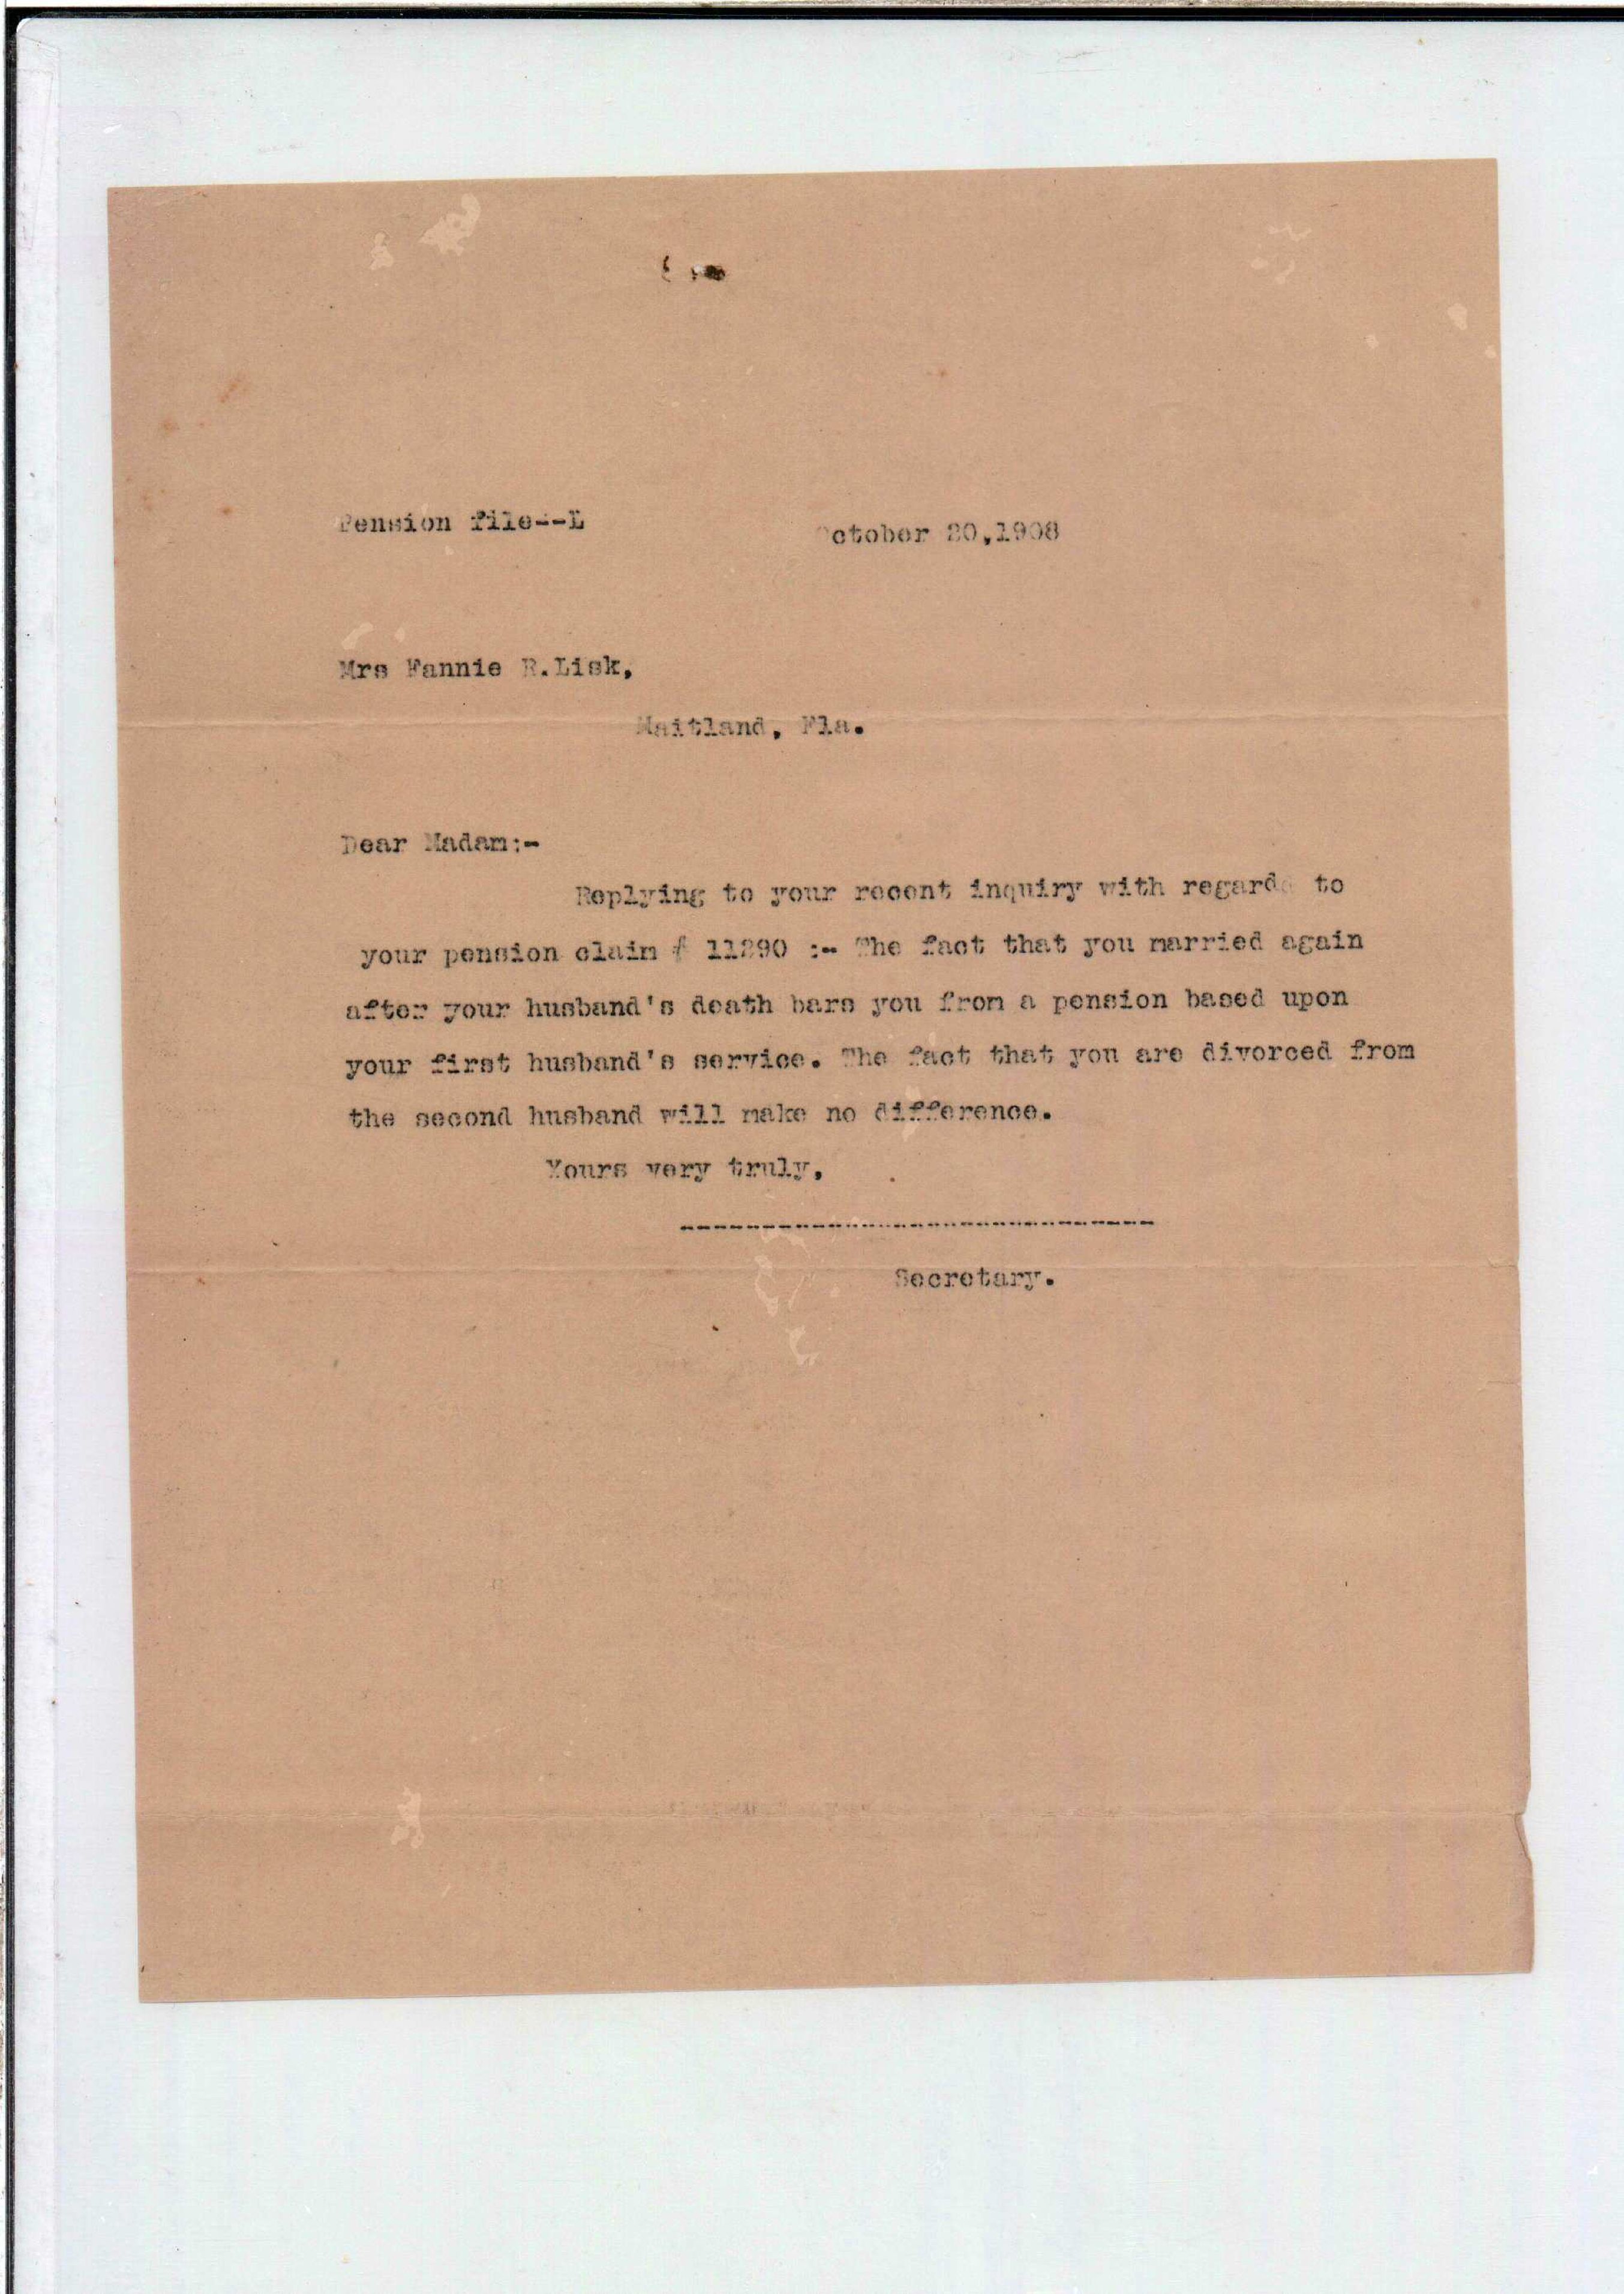 Pension file--L
October 20,1908
Mrs Fannie R.Lisk,
Maitland, Fla.
Dear Madam:-
Replying to your recent inquiry with regards to
your pension claim # 11290 :- The fact that you married again
after your husband's death bars you from a pension based upon
your first husband's service. The fact that you are divorced from
the second husband will make no difference.
Yours very truly,
-----------------------------
Secretary.